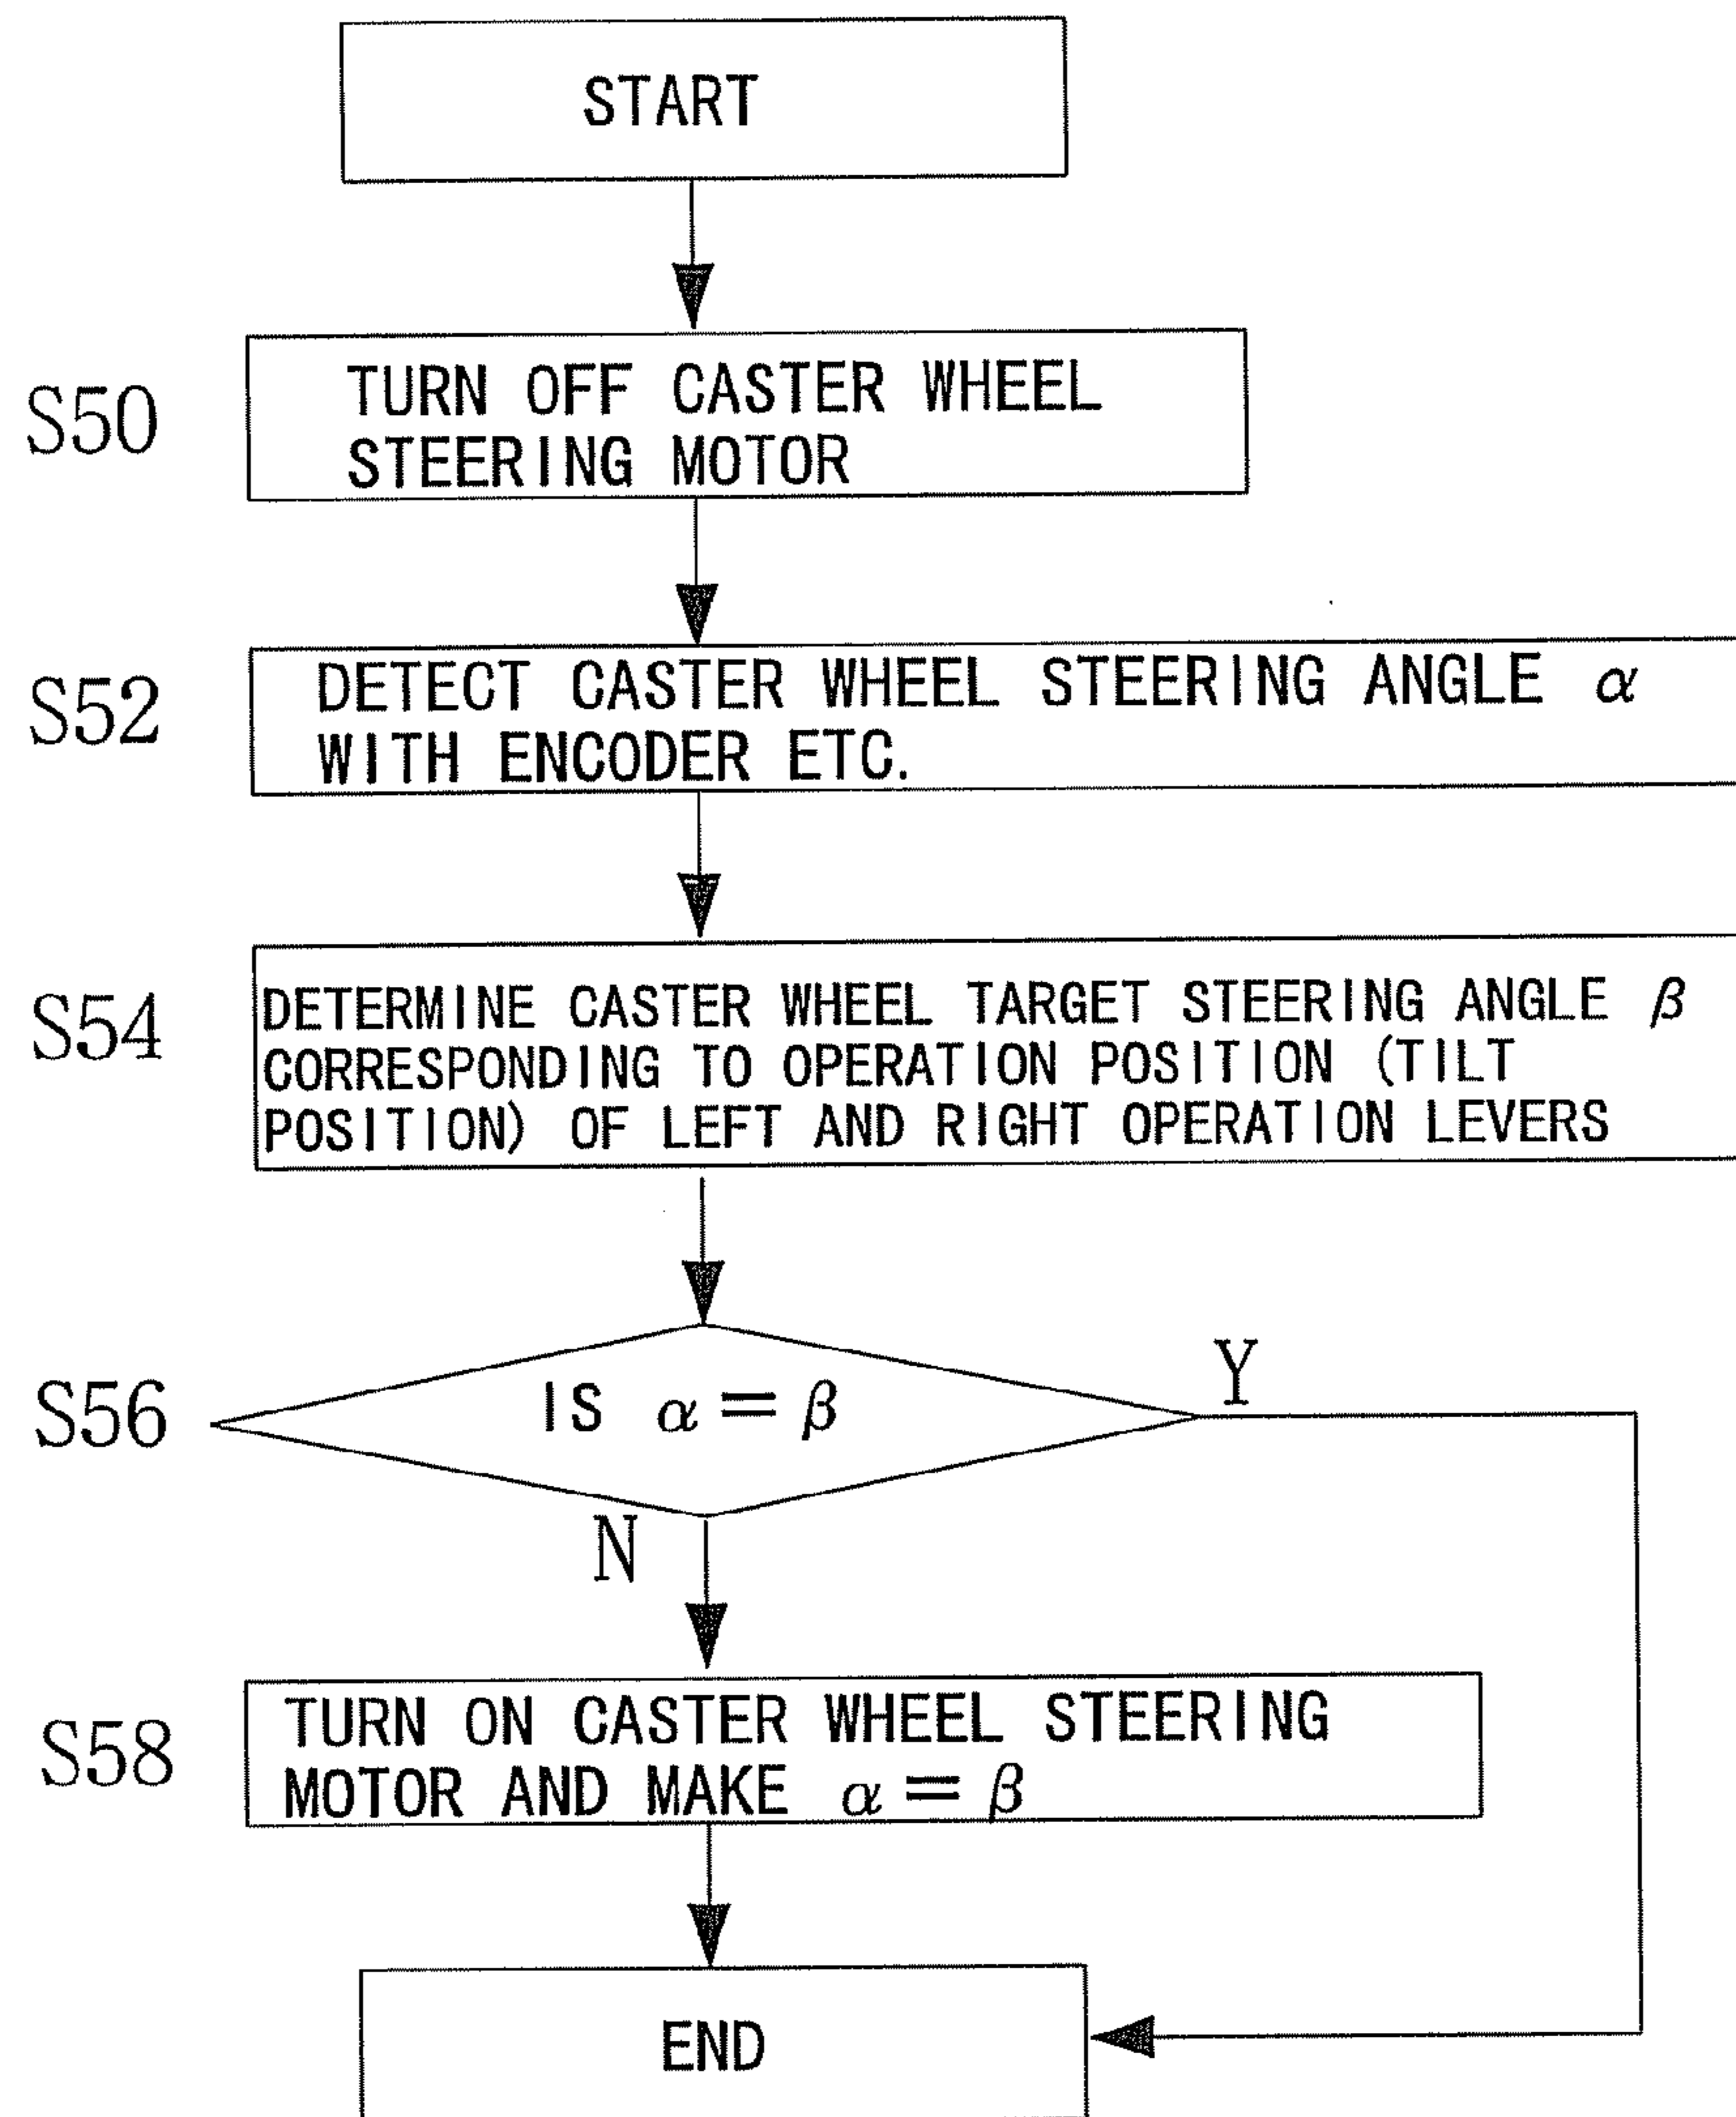 START
S50
TURN OFF CASTER WHEEL
STEERING MOTOR
S52
DETECT CASTER WHEEL STEERING ANGLE α
WITH ENCODER ETC.
S54
DETERMINE CASTER WHEEL TARGET STEERING ANGLE β
CORRESPONDING TO OPERATION POSITION (TILT
POSITION) OF LEFT AND RIGHT OPERATION LEVERS
S56
IS α = β
Y
N
S58
TURN ON CASTER WHEEL STEERING
MOTOR AND MAKE α = β
END